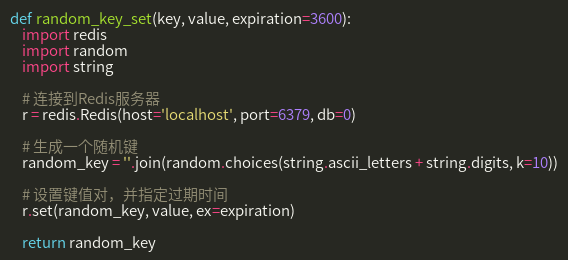 def random_key_set(key, value, expiration=3600):
import redis
import random
import string
# 连接到Redis服务器
r = redis.Redis(host='localhost', port=6379, db=0)
# 生成一个随机键
random_key = ''.join(random.choices(string.ascii_letters + string.digits, k=10))
# 设置键值对，并指定过期时间
r.set(random_key, value, ex=expiration)
return random_key